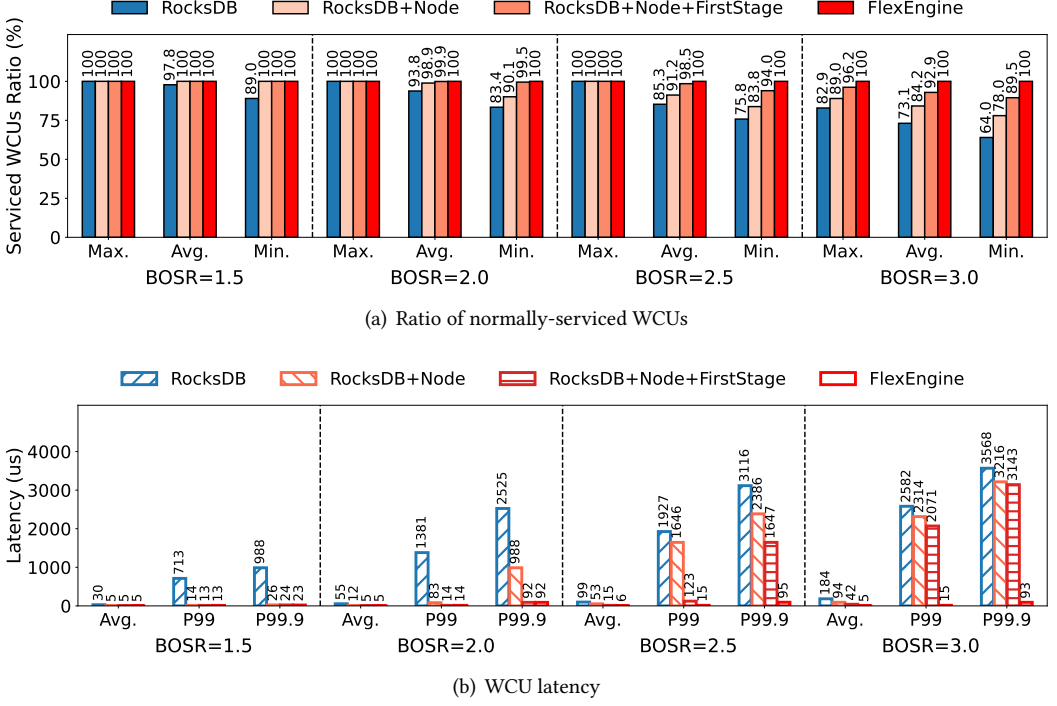 RocksDB RocksDB+Node RocksDB+Node+FirstStage FlexEngine
Serviced WCUs Ratio (%)
100
75
50
25
0
100 100 100 100 97.8 100 100 100 89.0 100 100 100
100 100 100 100 93.8 98.9 99.9 100 83.4 90.1 99.5 100
100 100 100 100 85.3 91.2 98.5 100 75.8 83.8 94.0 100
82.9 89.0 96.2 100 73.1 84.2 92.9 100 64.0 78.0 89.5 100
Max. Avg. Min. Max. Avg. Min. Max. Avg. Min. Max. Avg. Min.
BOSR=1.5 BOSR=2.0 BOSR=2.5 BOSR=3.0
(a) Ratio of normally-serviced WCUs
RocksDB RocksDB+Node RocksDB+Node+FirstStage FlexEngine
Latency (us)
4000
3000
2000
1000
0
30 5 5 5 713 14 13 13 988 26 24 23
55 12 5 5 1381 83 14 14 2525 988 92 92
99 53 15 6 1927 1646 123 15 3116 2386 1647 95
184 94 42 5 2582 2314 2071 15 3568 3216 3143 93
Avg. P99 P99.9 Avg. P99 P99.9 Avg. P99 P99.9 Avg. P99 P99.9
BOSR=1.5 BOSR=2.0 BOSR=2.5 BOSR=3.0
(b) WCU latency